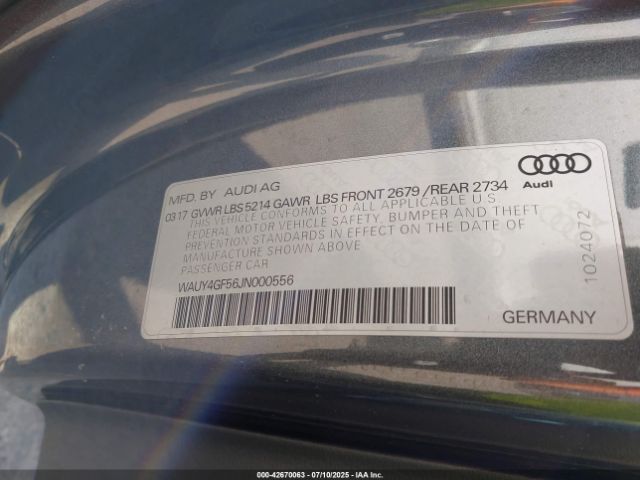 MFD. BY AUDI AG
0317 GVWR LBS 5214 GAWR LBS FRONT 2679 / REAR 2734
THIS VEHICLE CONFORMS TO ALL APPLICABLE U S
FEDERAL MOTOR VEHICLE SAFETY, BUMPER AND THEFT
PREVENTION STANDARDS IN EFFECT ON THE DATE OF
MANUFACTURE SHOWN ABOVE
PASSENGER CAR
WAUY4GF56JN000556
Audi
1024072
GERMANY
000-42670063 | 07/10/2025 - IAA Inc.